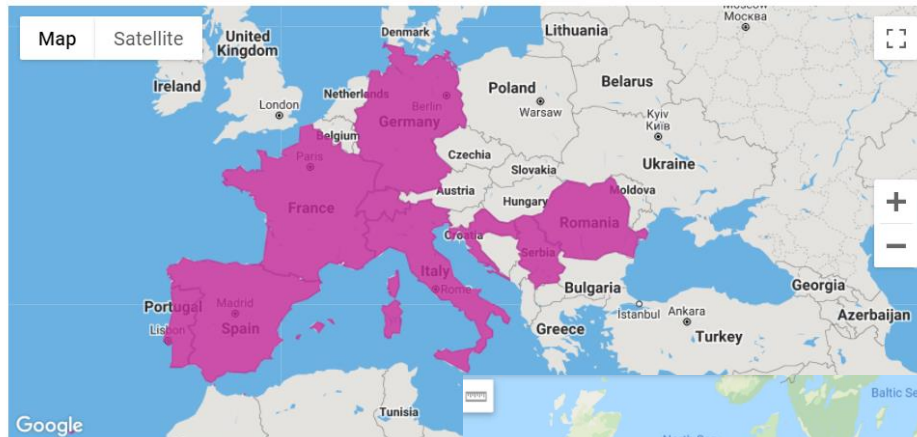 Map
Satellite
United
Kingdom
Denmark
Lithuania
Москва
Ireland
Netherlands
Berlin
Poland
Belarus
London
Germany
Warsaw
Belgium
Kyiv
Київ
Paris
Czechia
Ukraine
Slovakia
Austria
Hungary
Moldova
France
Romania
Croatia
Serbia
Italy
Rome
Bulgaria
Georgia
Portugal
Madrid
Lisbon
Spain
Istanbul
Ankara
Azerbaijan
Greece
Turkey
Tunisia
Google
Baltic Se